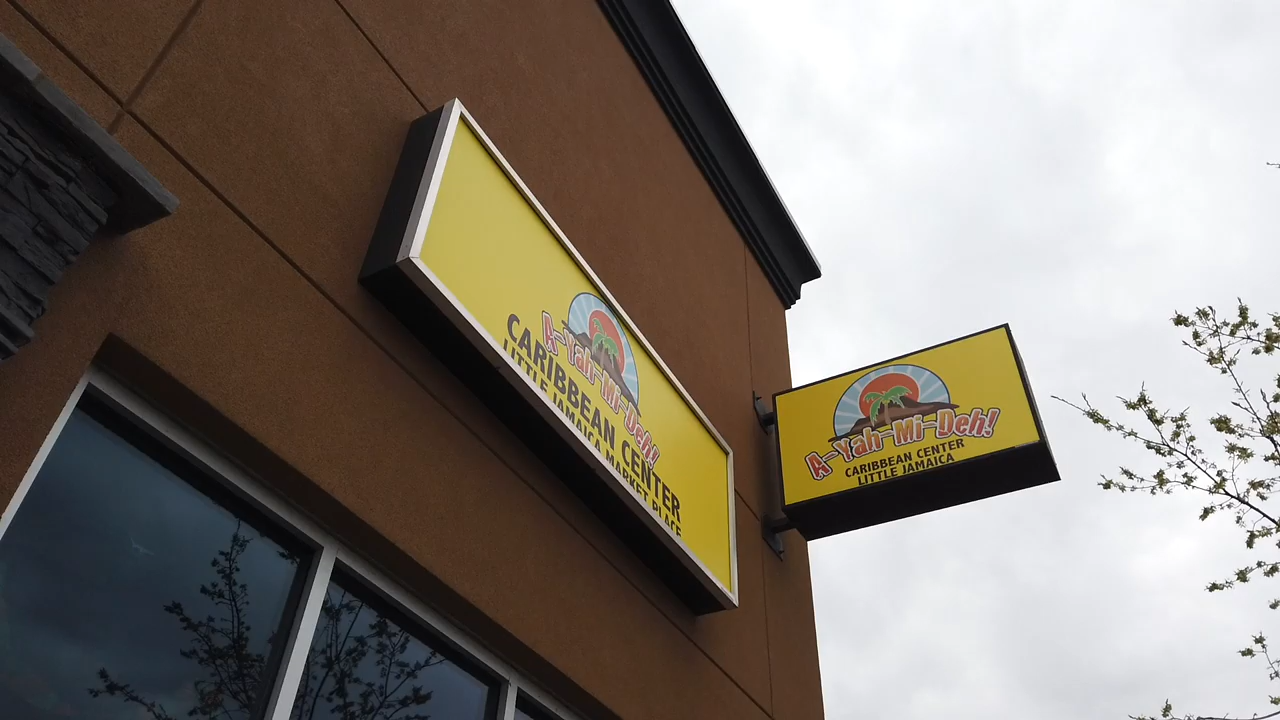 A-Yah-Mi-Deh!
CARIBBEAN CENTER
LITTLE JAMAICA MARKET PLACE
A-Yah-Mi-Deh!
CARIBBEAN CENTER
LITTLE JAMAICA